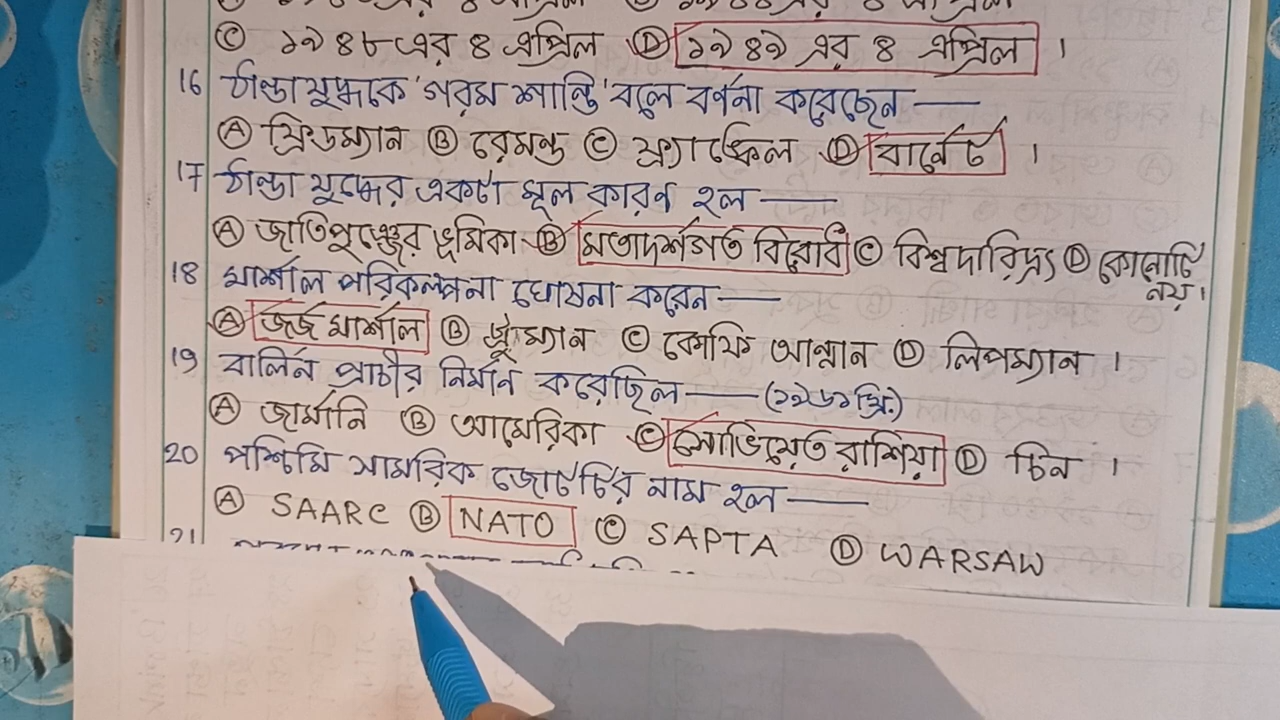 Ⓒ ১৯৪৮ এর ৪ এপ্রিল Ⓓ ১৯৪৯ এর ৪ এপ্রিল ।
16 ঠান্ডা যুদ্ধকে 'গরম শান্তি' বলে বর্ণনা করেছেন —
Ⓐ ফ্রিডম্যান Ⓑ রেমন্ড Ⓒ ফ্র্যাঙ্কেল Ⓓ বার্নেট ।
17 ঠান্ডা যুদ্ধের একটা মূল কারণ হল —
Ⓐ জাতিপুঞ্জের ভূমিকা Ⓑ মতাদর্শগত বিরোধ Ⓒ বিশ্বদারিদ্র্য Ⓓ কোনোটি নয়।
18 মার্শাল পরিকল্পনা ঘোষনা করেন —
Ⓐ জর্জ মার্শাল Ⓑ ট্রুম্যান Ⓒ কোফি আন্নান Ⓓ লিপম্যান ।
19 বার্লিন প্রাচীর নির্মান করেছিল — (১৯৬১ খ্রি.)
Ⓐ জার্মানি Ⓑ আমেরিকা Ⓒ সোভিয়েত রাশিয়া Ⓓ চিন ।
20 পশ্চিমি সামরিক জোটটির নাম হল —
Ⓐ SAARC Ⓑ NATO Ⓒ SAPTA Ⓓ WARSAW
21